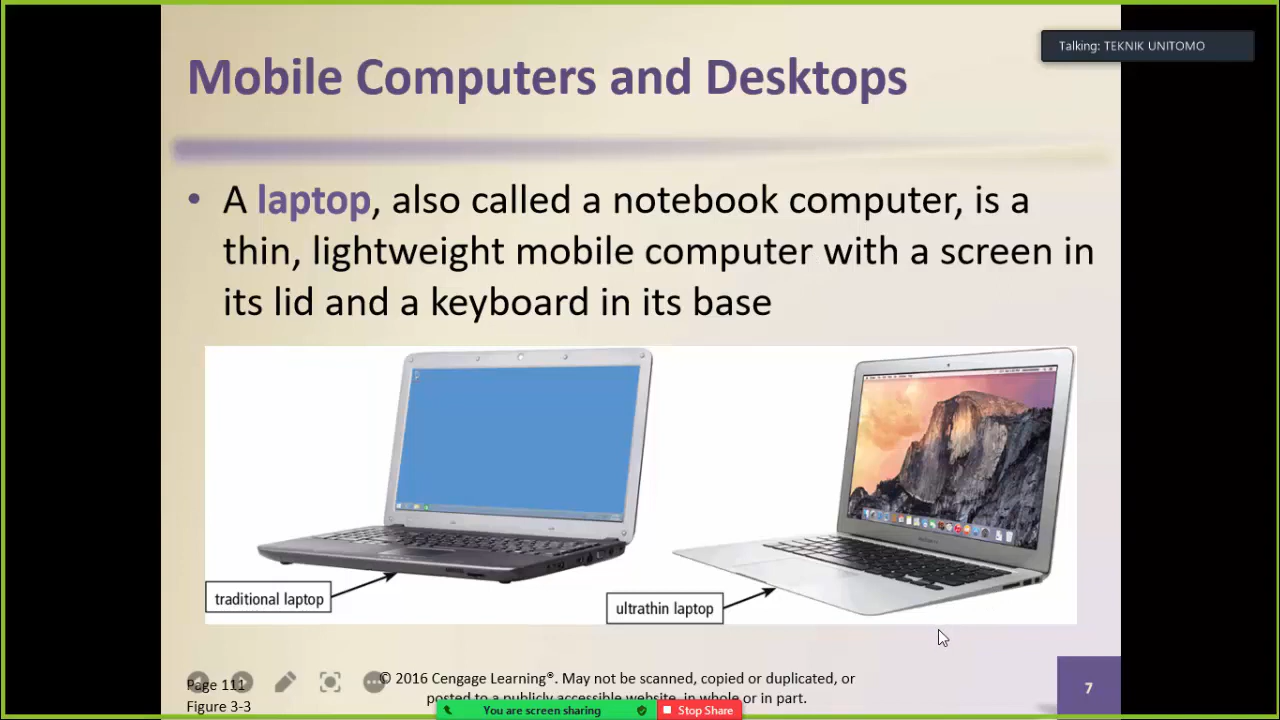 Talking: TEKNIK UNITOMO
Mobile Computers and Desktops
• A laptop, also called a notebook computer, is a
thin, lightweight mobile computer with a screen in
its lid and a keyboard in its base
traditional laptop
ultrathin laptop
Page 111
Figure 3-3
© 2016 Cengage Learning®. May not be scanned, copied or duplicated, or
posted to a publicly accessible website, in whole or in part.
7
You are screen sharing
Stop Share